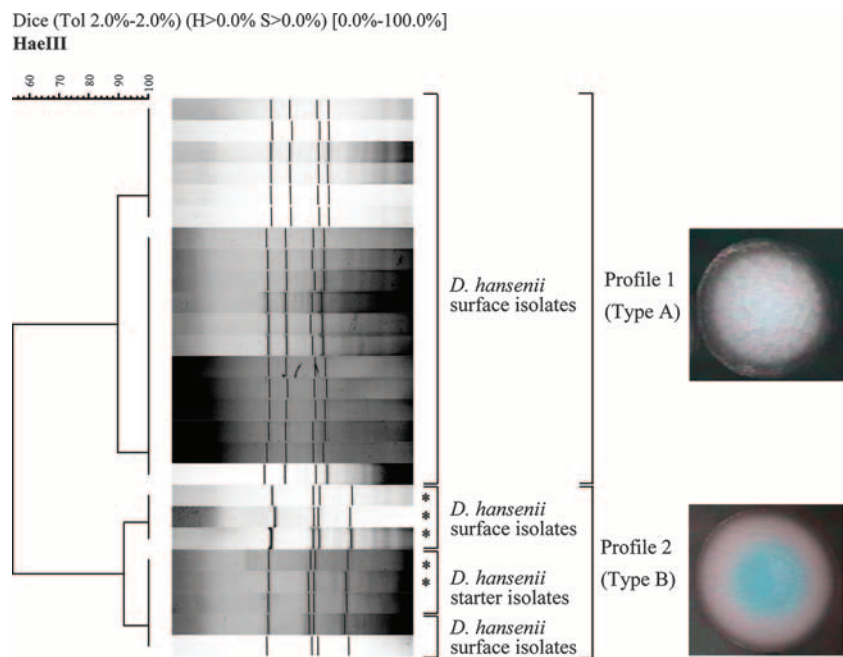 Dice (Tol 2.0%-2.0%) (H>0.0% S>0.0%) [0.0%-100.0%]
HaeIII
60 70 80 90 100
D. hansenii
surface isolates
Profile 1
(Type A)
*
*
*
D. hansenii
surface isolates
Profile 2
(Type B)
*
*
D. hansenii
starter isolates
D. hansenii
surface isolates